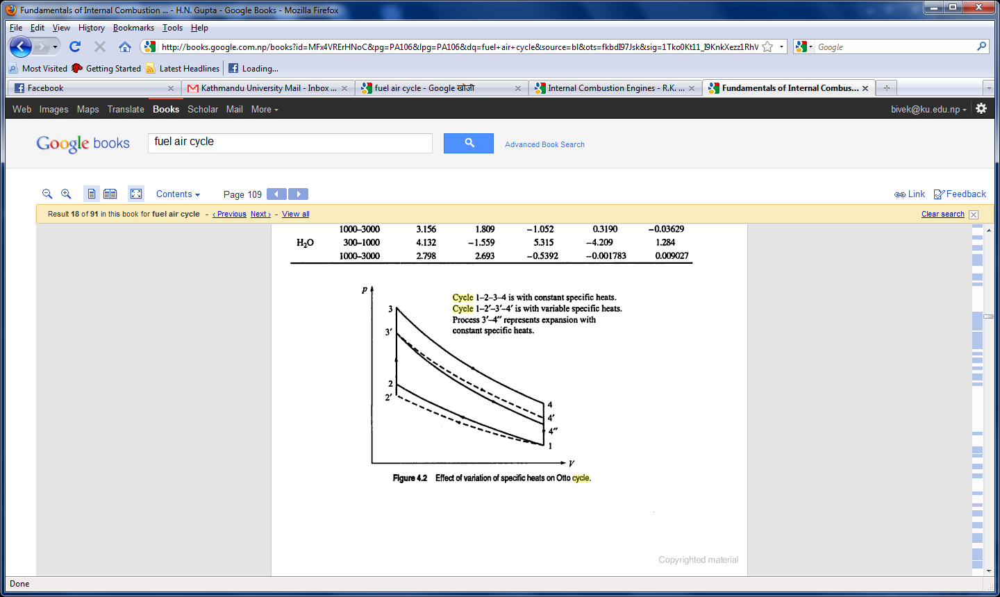 Fundamentals of Internal Combustion ... - H.N. Gupta - Google Books - Mozilla Firefox
File Edit View History Bookmarks Tools Help
http://books.google.com.np/books?id=MFx4VRErHNoC&pg=PA106&lpg=PA106&dq=fuel+air+cycle&source=bl&ots=fkbdI97Jsk&sig=1Tko0Kt11_I9KnkXezz1RhV
Google
Most Visited Getting Started Latest Headlines Loading...
Facebook Kathmandu University Mail - Inbox ... fuel air cycle - Google खोजी Internal Combustion Engines - R.K. ... Fundamentals of Internal Combus...
Web Images Maps Translate Books Scholar Mail More bivek@ku.edu.np
Google books fuel air cycle Advanced Book Search
Contents Page 109 Link Feedback
Result 18 of 91 in this book for fuel air cycle - ‹ Previous Next › - View all Clear search
1000–3000 3.156 1.809 −1.052 0.3190 −0.03629
H₂O 300–1000 4.132 −1.559 5.315 −4.209 1.284
1000–3000 2.798 2.693 −0.5392 −0.001783 0.009027
p
Cycle 1–2–3–4 is with constant specific heats.
Cycle 1–2′–3′–4′ is with variable specific heats.
Process 3′–4″ represents expansion with
constant specific heats.
3
3′
2
2′
4
4′
4″
1
V
Figure 4.2 Effect of variation of specific heats on Otto cycle.
Copyrighted material
Done